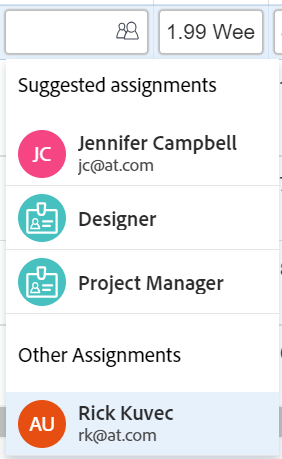 1.99 Wee
Suggested assignments
JC
Jennifer Campbell
jc@at.com
Designer
Project Manager
Other Assignments
AU
Rick Kuvec
rk@at.com